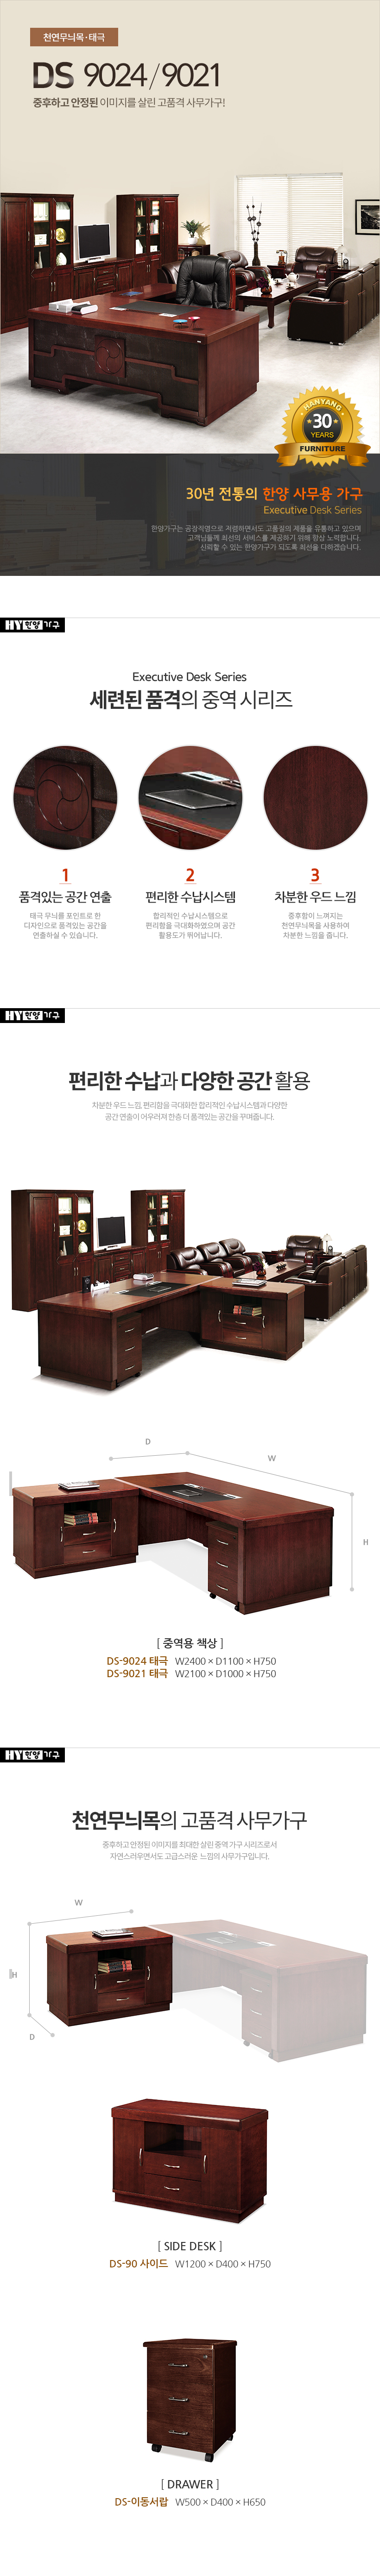 천연무늬목·태극
DS 9024/9021
중후하고 안정된 이미지를 살린 고품격 사무가구!
HANYANG
30
YEARS
FURNITURE
30년 전통의 한양 사무용 가구
Executive Desk Series
한양가구는 공장직영으로 저렴하면서도 고품질의 제품을 유통하고 있으며
고객님들께 최선의 서비스를 제공하기 위해 항상 노력합니다.
신뢰할 수 있는 한양가구가 되도록 최선을 다하겠습니다.
HY한양가구
Executive Desk Series
세련된 품격의 중역 시리즈
1
품격있는 공간 연출
태극 무늬를 포인트로 한
디자인으로 품격있는 공간을
연출하실 수 있습니다.
2
편리한 수납시스템
합리적인 수납시스템으로
편리함을 극대화하였으며 공간
활용도가 뛰어납니다.
3
차분한 우드 느낌
중후함이 느껴지는
천연무늬목을 사용하여
차분한 느낌을 줍니다.
HY한양가구
편리한 수납과 다양한 공간 활용
차분한 우드 느낌, 편리함을 극대화한 합리적인 수납시스템과 다양한
공간 연출이 어우러져 한층 더 품격있는 공간을 꾸며줍니다.
D
W
H
[ 중역용 책상 ]
DS-9024 태극 W2400 × D1100 × H750
DS-9021 태극 W2100 × D1000 × H750
HY한양가구
천연무늬목의 고품격 사무가구
중후하고 안정된 이미지를 최대한 살린 중역 가구 시리즈로서
자연스러우면서도 고급스러운 느낌의 사무가구입니다.
W
H
D
[ SIDE DESK ]
DS-90 사이드 W1200 × D400 × H750
[ DRAWER ]
DS-이동서랍 W500 × D400 × H650